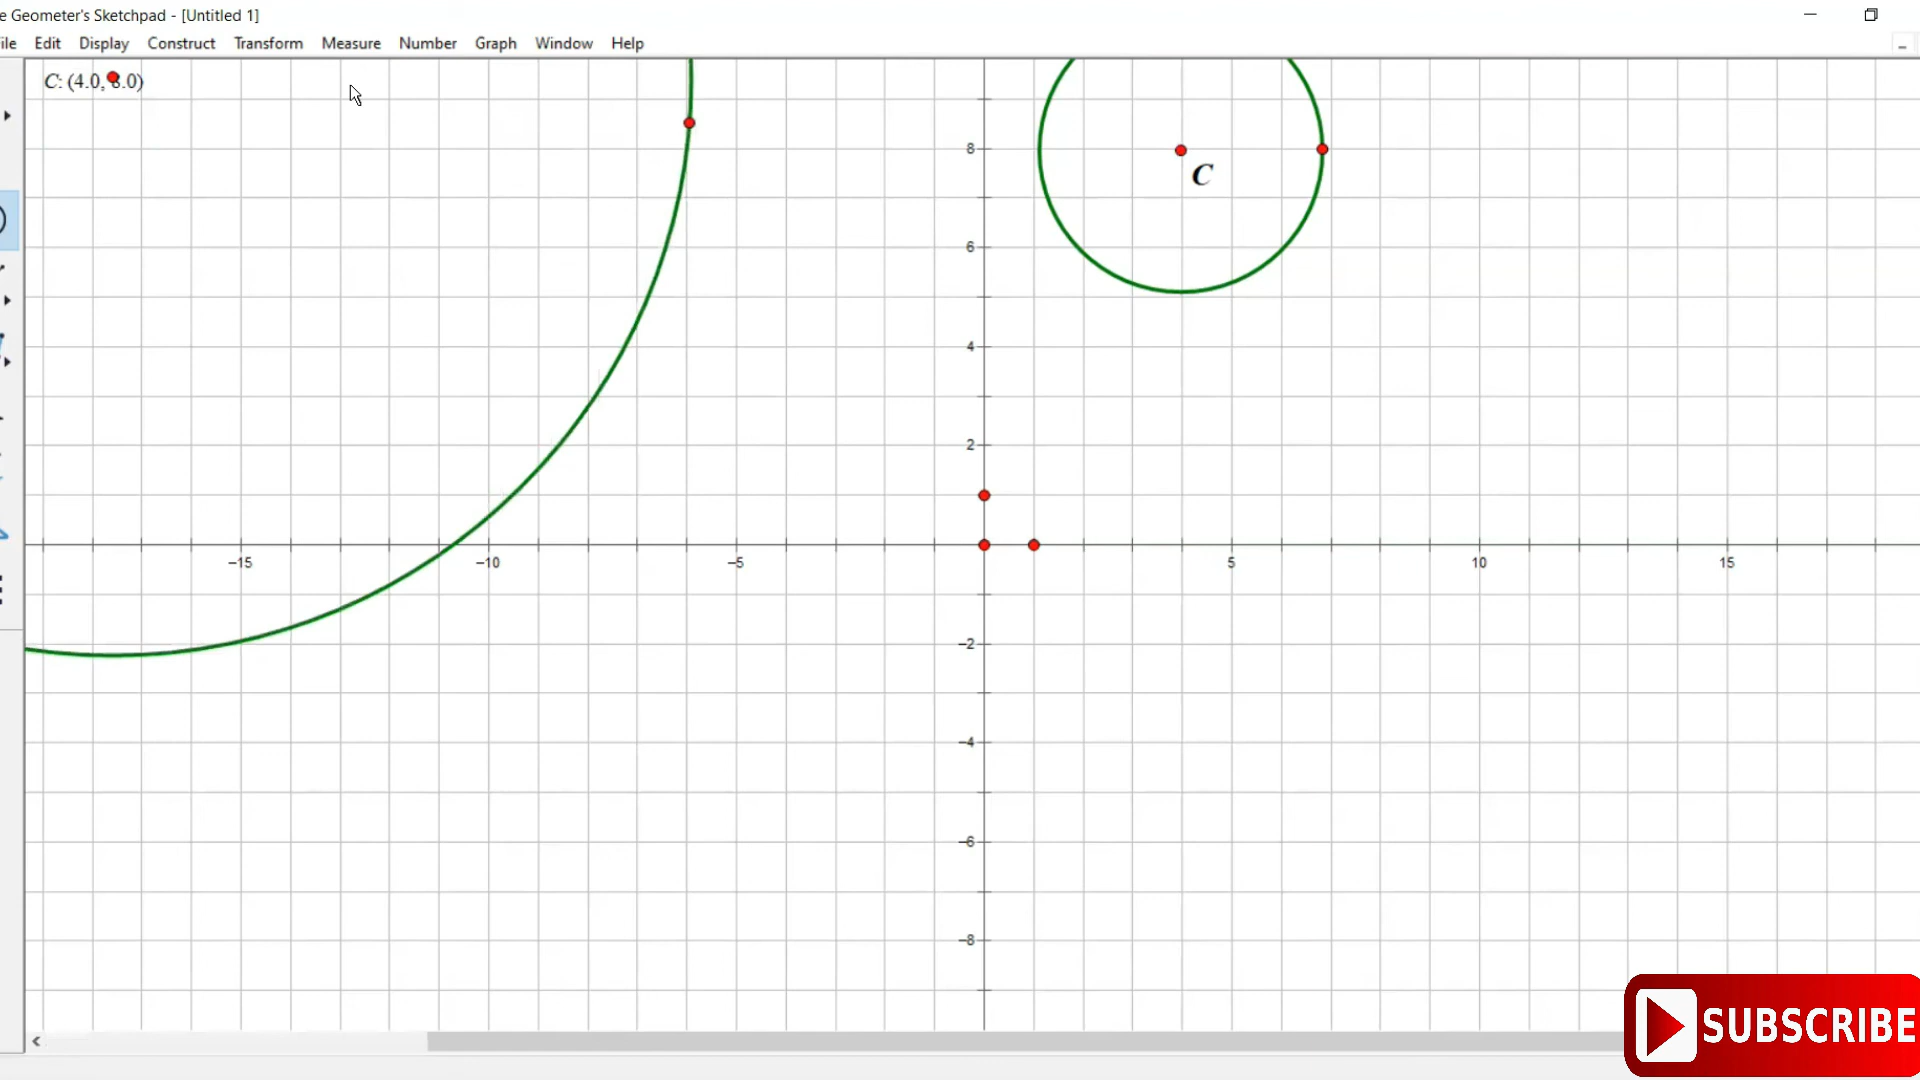 e Geometer's Sketchpad - [Untitled 1]
ile Edit Display Construct Transform Measure Number Graph Window Help
C: (4.0, 8.0)
8
C
6
4
2
−15 −10 −5 5 10 15
−2
−4
−6
−8
SUBSCRIBE